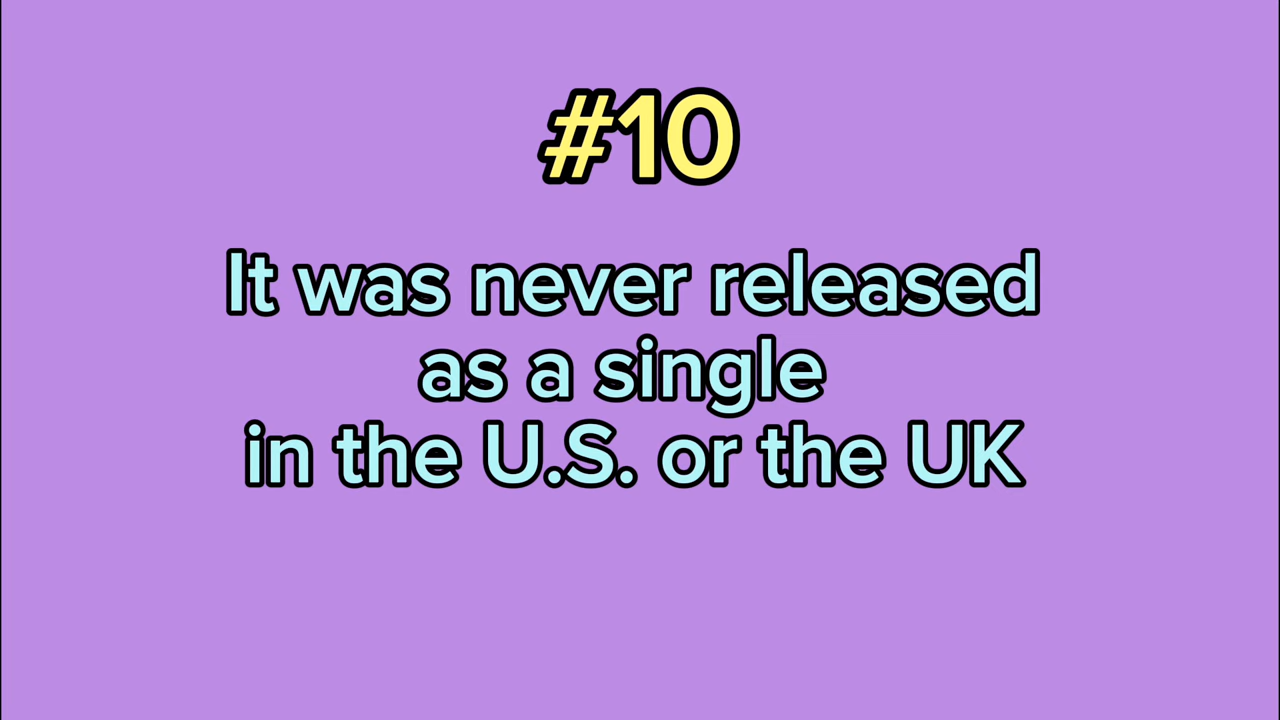 #10
It was never released
as a single
in the U.S. or the UK